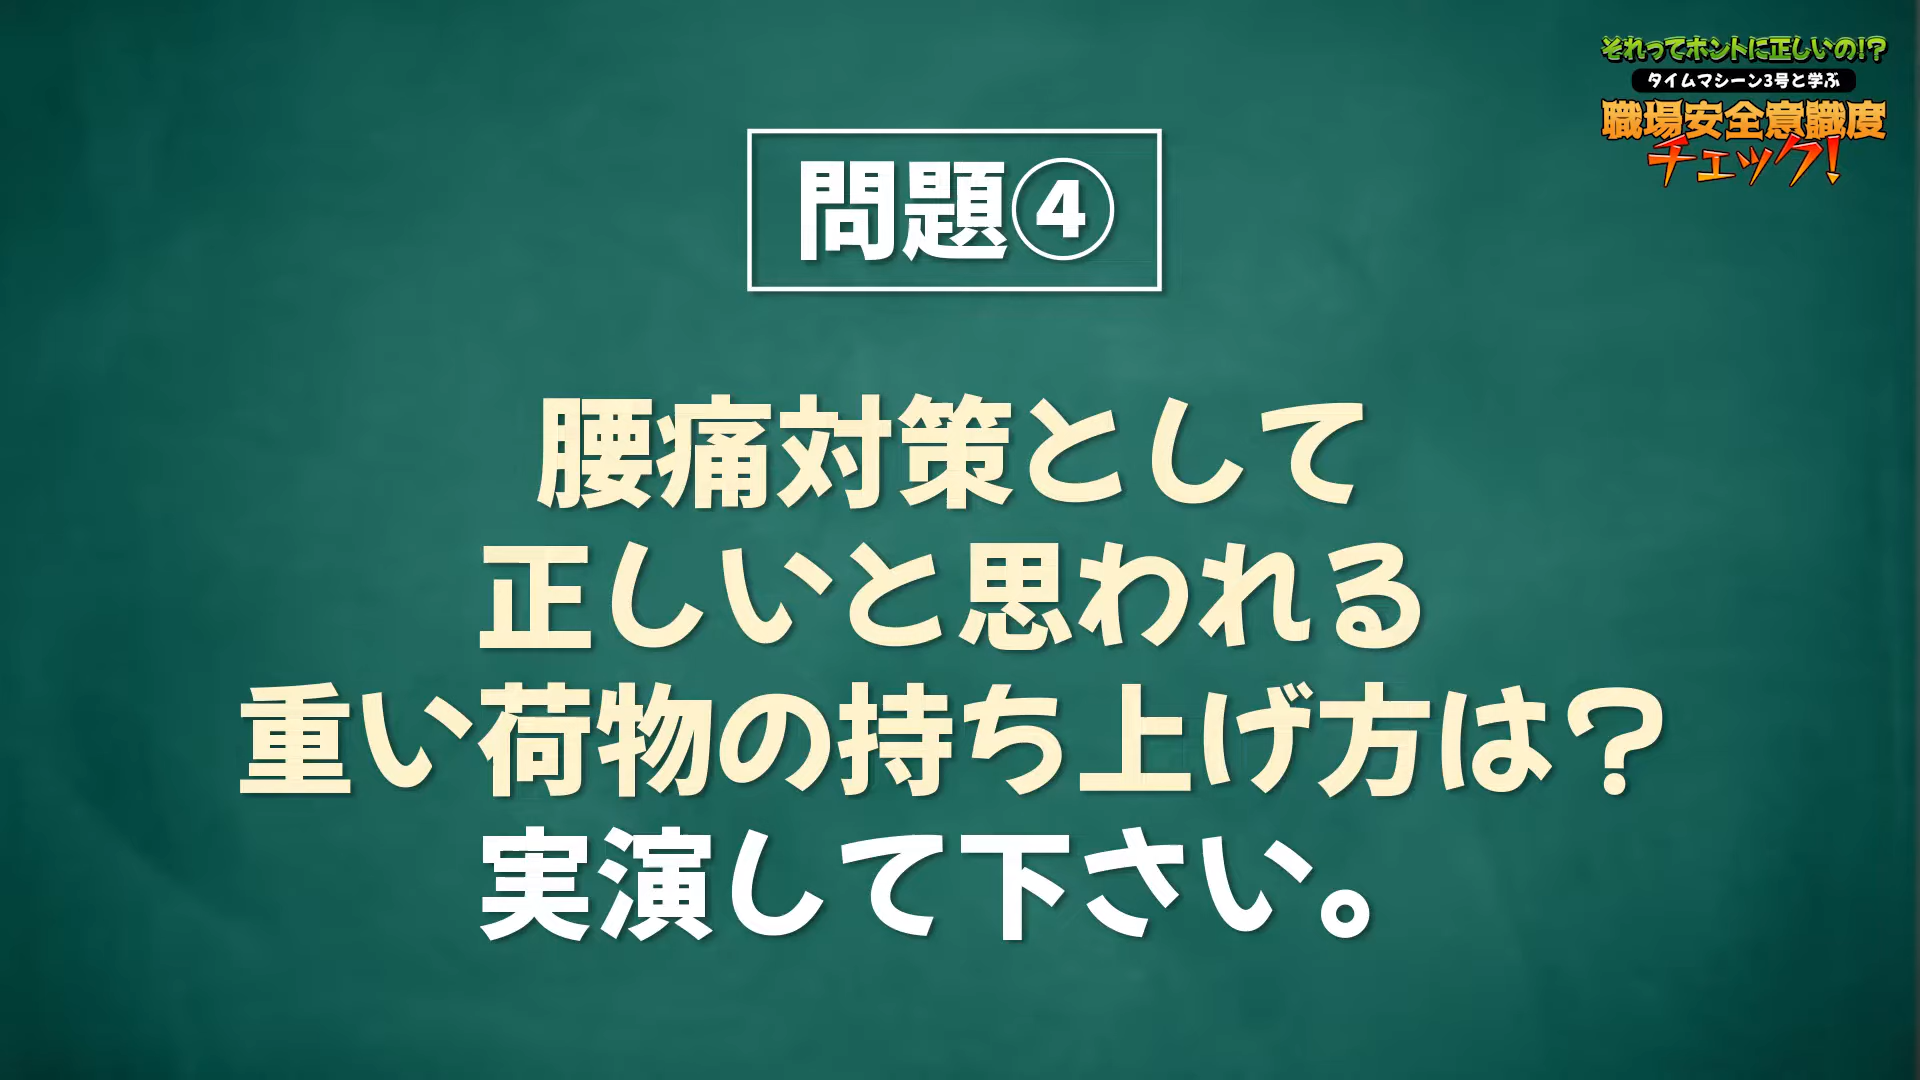 それってホントに正しいの!?
タイムマシーン3号と学ぶ
職場安全意識度
チェック!
問題④
腰痛対策として
正しいと思われる
重い荷物の持ち上げ方は？
実演して下さい。